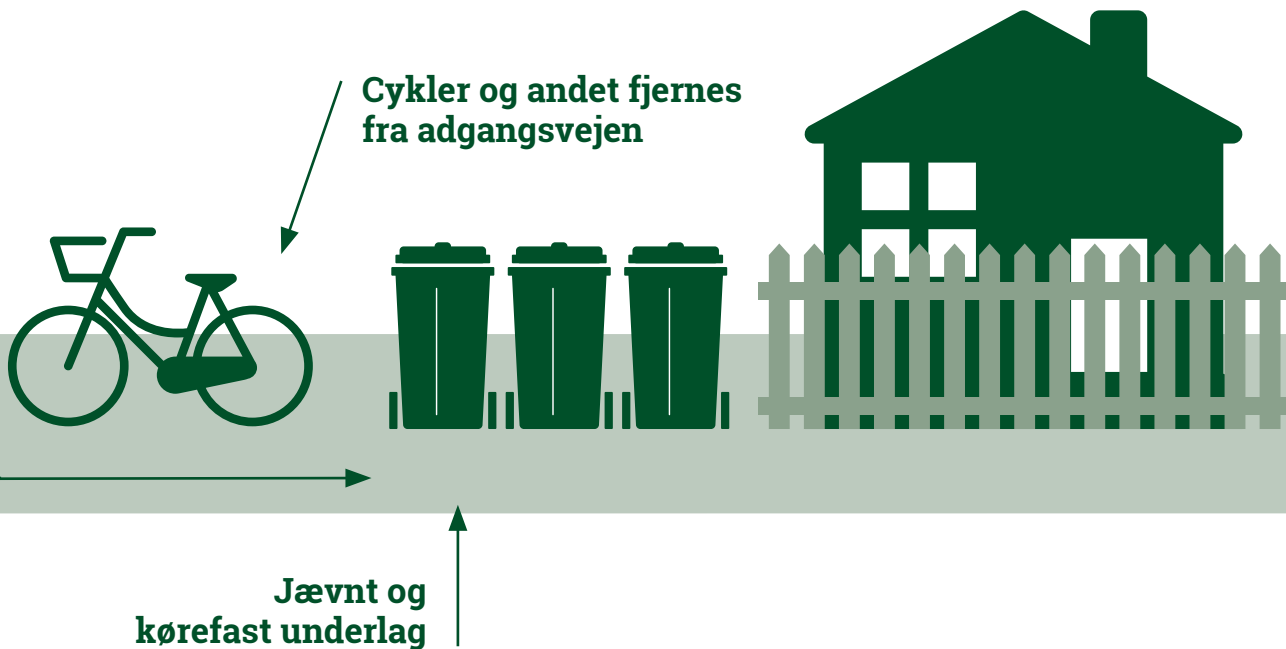 Cykler og andet fjernes
fra adgangsvejen
Jævnt og
kørefast underlag